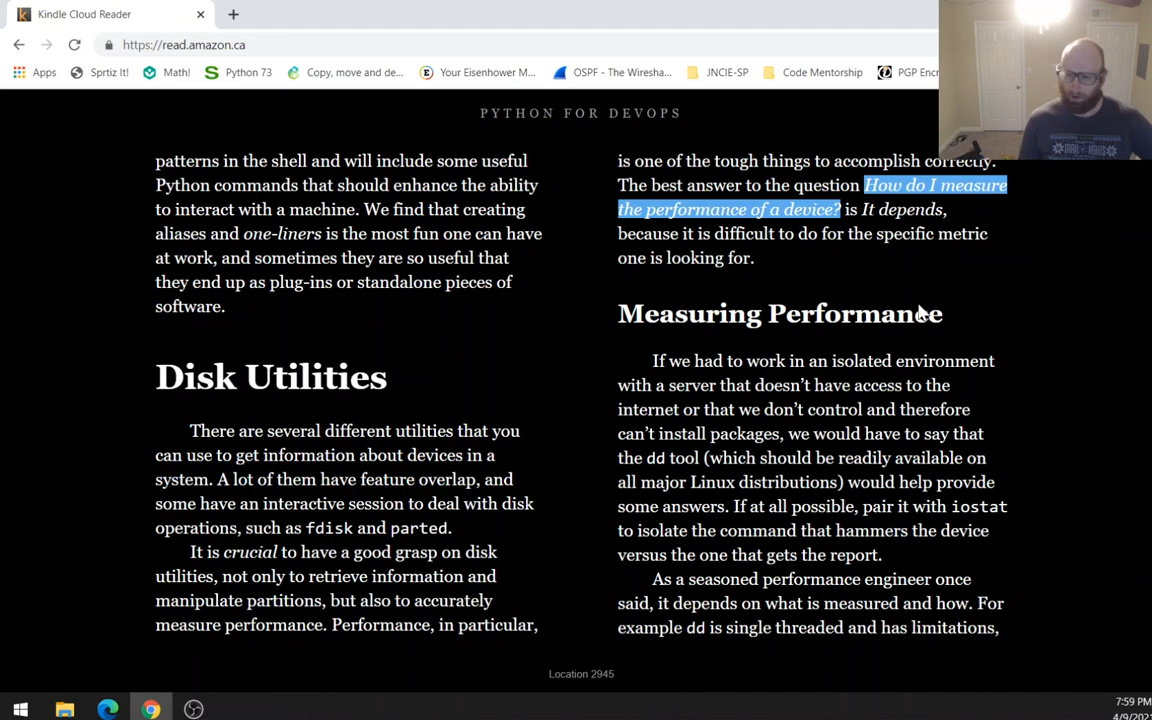 Kindle Cloud Reader
https://read.amazon.ca
Apps
Sprtiz It!
Math!
Python 73
Copy, move and de...
Your Eisenhower M...
OSPF - The Wiresha...
JNCIE-SP
Code Mentorship
PGP Enc
PYTHON FOR DEVOPS
patterns in the shell and will include some useful
Python commands that should enhance the ability
to interact with a machine. We find that creating
aliases and one-liners is the most fun one can have
at work, and sometimes they are so useful that
they end up as plug-ins or standalone pieces of
software.
Disk Utilities
There are several different utilities that you
can use to get information about devices in a
system. A lot of them have feature overlap, and
some have an interactive session to deal with disk
operations, such as fdisk and parted.
It is crucial to have a good grasp on disk
utilities, not only to retrieve information and
manipulate partitions, but also to accurately
measure performance. Performance, in particular,
is one of the tough things to accomplish correctly.
The best answer to the question How do I measure
the performance of a device? is It depends,
because it is difficult to do for the specific metric
one is looking for.
Measuring Performance
If we had to work in an isolated environment
with a server that doesn't have access to the
internet or that we don't control and therefore
can't install packages, we would have to say that
the dd tool (which should be readily available on
all major Linux distributions) would help provide
some answers. If at all possible, pair it with iostat
to isolate the command that hammers the device
versus the one that gets the report.
As a seasoned performance engineer once
said, it depends on what is measured and how. For
example dd is single threaded and has limitations,
Location 2945
7:59 PM